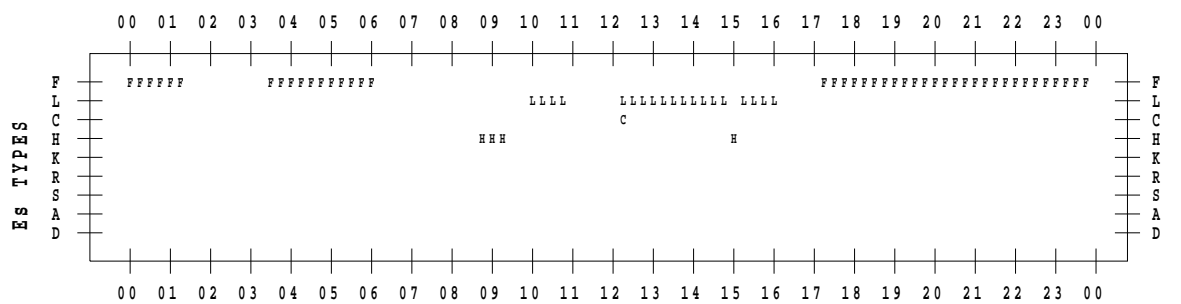 00 01 02 03 04 05 06 07 08 09 10 11 12 13 14 15 16 17 18 19 20 21 22 23 00
Es TYPES
F FFFFFF FFFFFFFFFFF FFFFFFFFFFFFFFFFFFFFFFFFFFF F
L LLLL LLLLLLLLLLL LLLL L
C C C
H HHH H H
K K
R R
S S
A A
D D
00 01 02 03 04 05 06 07 08 09 10 11 12 13 14 15 16 17 18 19 20 21 22 23 00